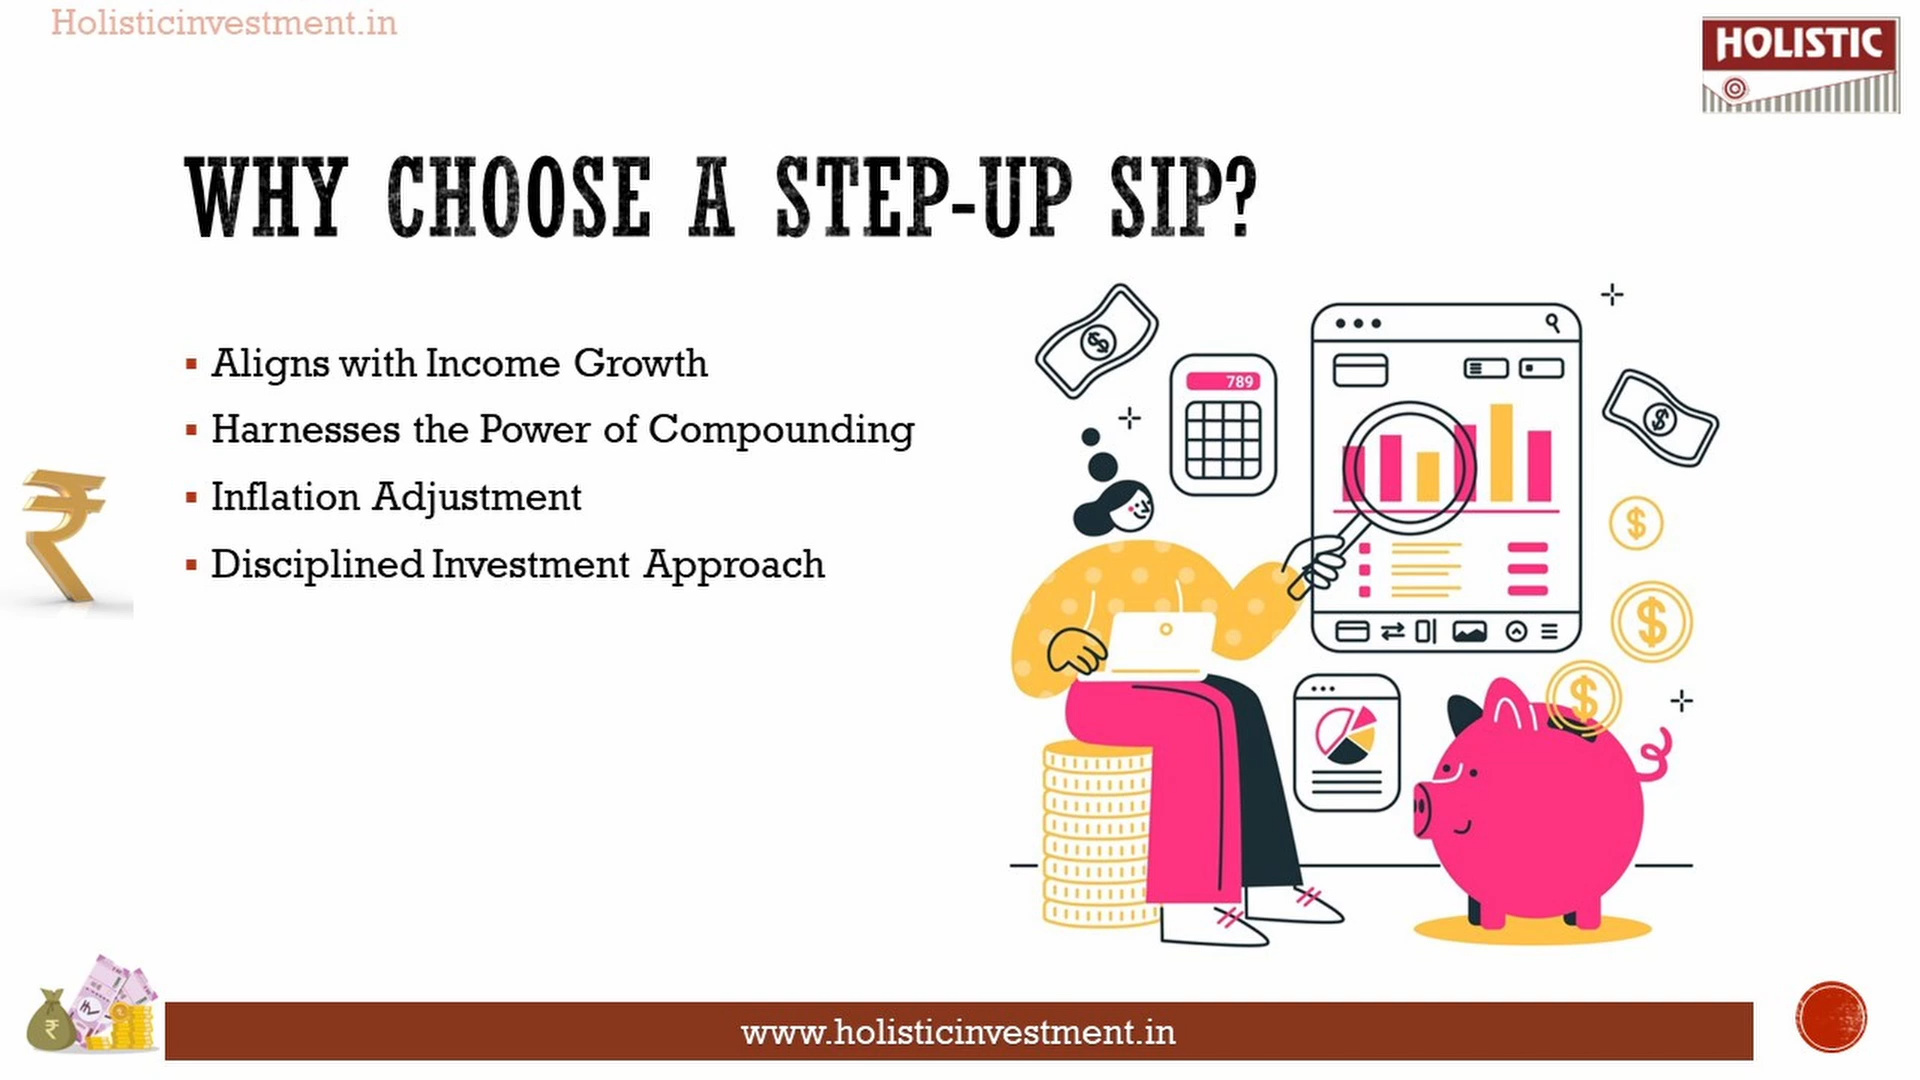 Holisticinvestment.in
HOLISTIC
WHY CHOOSE A STEP-UP SIP?
Aligns with Income Growth
Harnesses the Power of Compounding
Inflation Adjustment
Disciplined Investment Approach
789
www.holisticinvestment.in